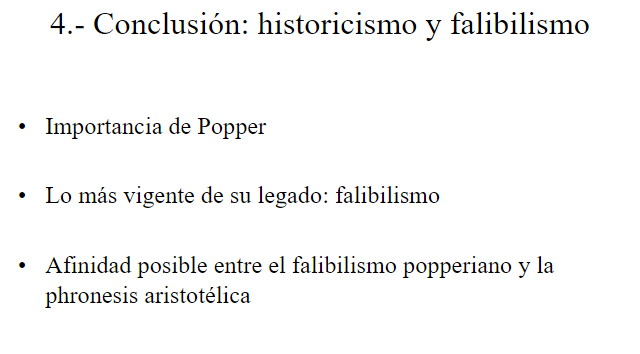 4.- Conclusión: historicismo y falibilismo
• Importancia de Popper
• Lo más vigente de su legado: falibilismo
• Afinidad posible entre el falibilismo popperiano y la
phronesis aristotélica